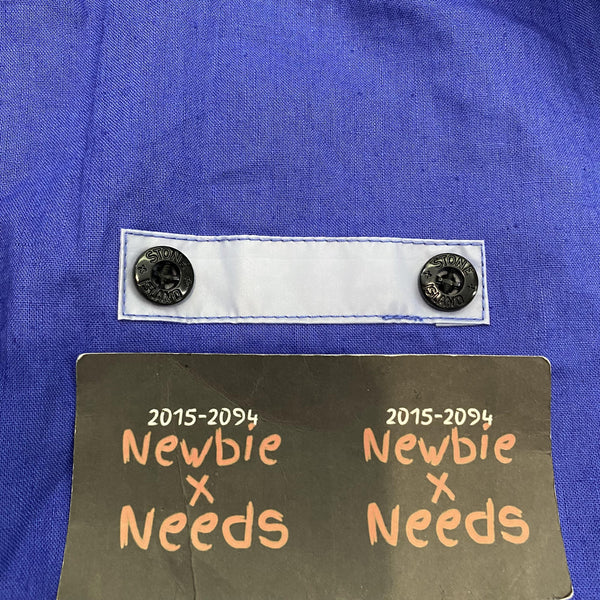 STONE
ISLAND
STONE
ISLAND
2015-2094
Newbie
x
Needs
2015-2094
Newbie
x
Needs